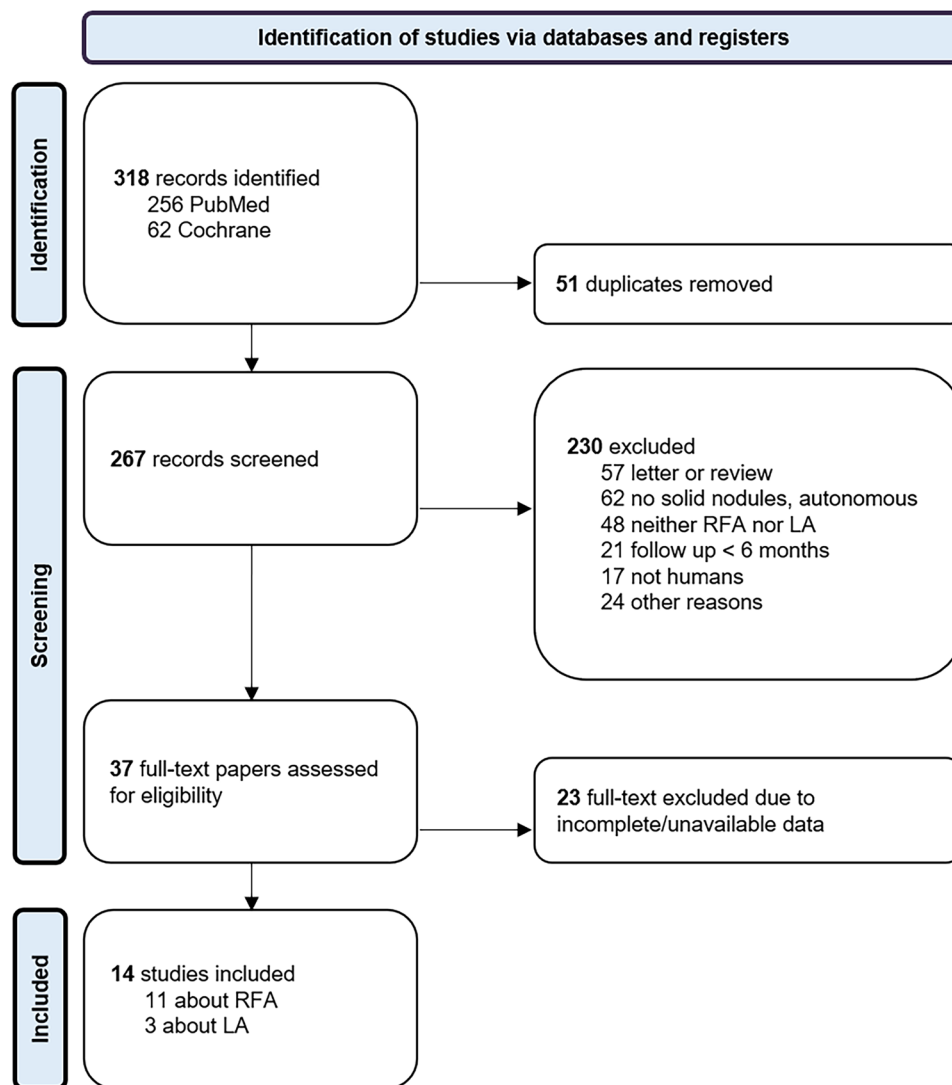 Identification of studies via databases and registers
Identification
318 records identified
256 PubMed
62 Cochrane
51 duplicates removed
Screening
267 records screened
230 excluded
57 letter or review
62 no solid nodules, autonomous
48 neither RFA nor LA
21 follow up < 6 months
17 not humans
24 other reasons
37 full-text papers assessed
for eligibility
23 full-text excluded due to
incomplete/unavailable data
Included
14 studies included
11 about RFA
3 about LA